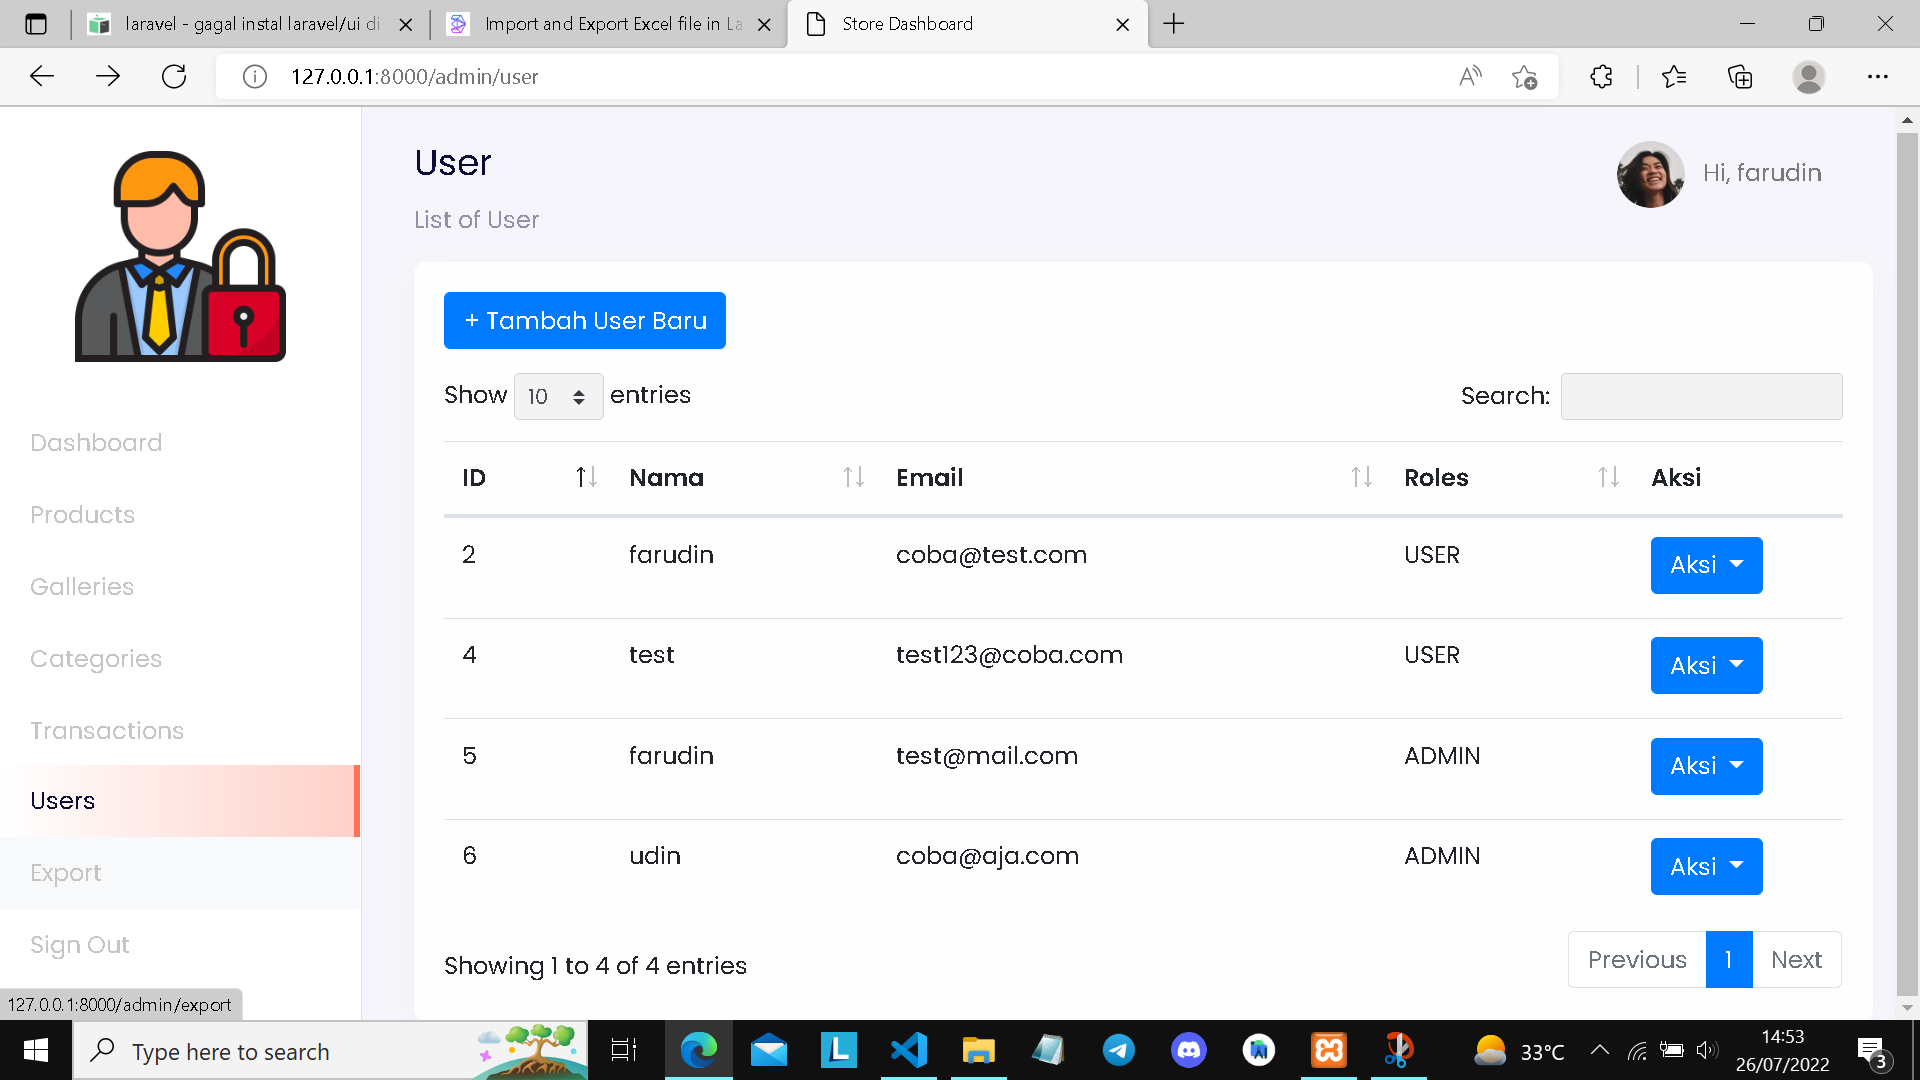 laravel - gagal instal laravel/ui di
Import and Export Excel file in La
Store Dashboard
127.0.0.1:8000/admin/user
User
Hi, farudin
List of User
+ Tambah User Baru
Show 10 entries
Search:
ID Nama Email Roles Aksi
2 farudin coba@test.com USER Aksi
4 test test123@coba.com USER Aksi
5 farudin test@mail.com ADMIN Aksi
6 udin coba@aja.com ADMIN Aksi
Showing 1 to 4 of 4 entries
Previous 1 Next
Dashboard
Products
Galleries
Categories
Transactions
Users
Export
Sign Out
127.0.0.1:8000/admin/export
Type here to search
33°C
14:53
26/07/2022
3